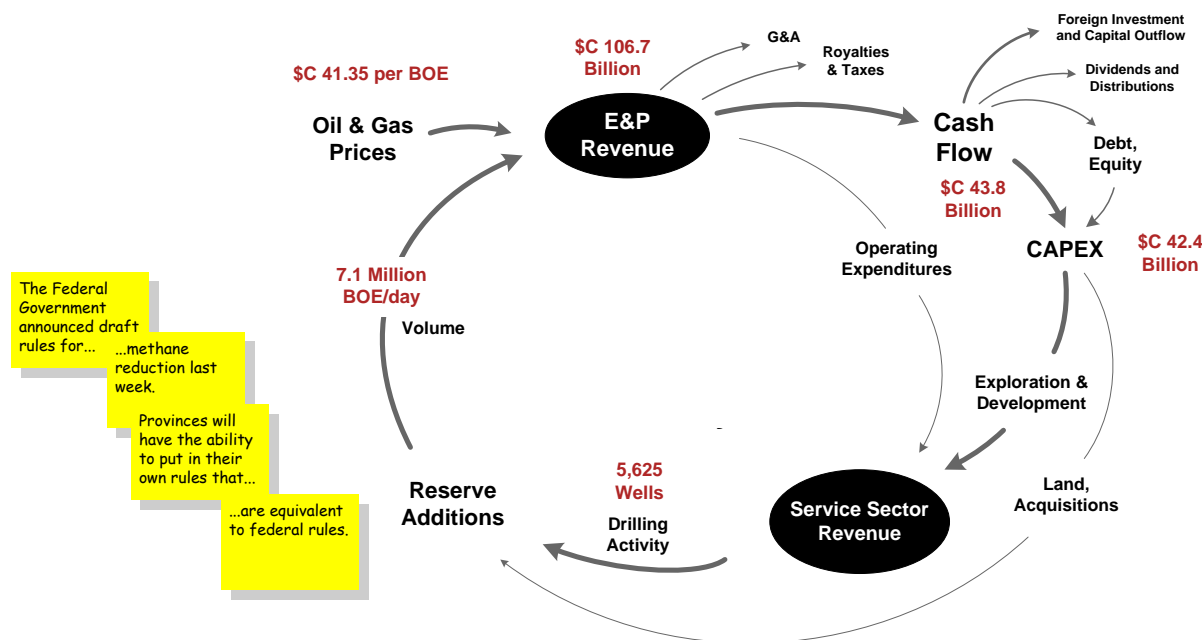 $C 41.35 per BOE
Oil & Gas
Prices
$C 106.7
Billion
E&P
Revenue
G&A
Royalties
& Taxes
Foreign Investment
and Capital Outflow
Dividends and
Distributions
Cash
Flow
$C 43.8
Billion
Debt,
Equity
CAPEX
$C 42.4
Billion
Operating
Expenditures
Exploration &
Development
Land,
Acquisitions
Service Sector
Revenue
5,625
Wells
Drilling
Activity
Reserve
Additions
7.1 Million
BOE/day
Volume
The Federal
Government
announced draft
rules for...
...methane
reduction last
week.
Provinces will
have the ability
to put in their
own rules that...
...are equivalent
to federal rules.